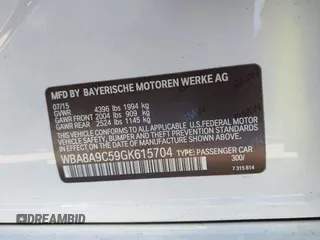 MFD BY BAYERISCHE MOTOREN WERKE AG
07/15
GVWR 4396 lbs 1994 kg
GAWR FRONT 2004 lbs 909 kg
GAWR REAR 2524 lbs 1145 kg
THIS VEHICLE CONFORMS TO ALL APPLICABLE U.S. FEDERAL MOTOR
VEHICLE SAFETY, BUMPER AND THEFT PREVENTION STANDARDS
IN EFFECT ON THE DATE OF MANUFACTURE SHOWN ABOVE.
WBA8A9C59GK615704 TYPE: PASSENGER CAR
300/
7 315 814
DREAMBID